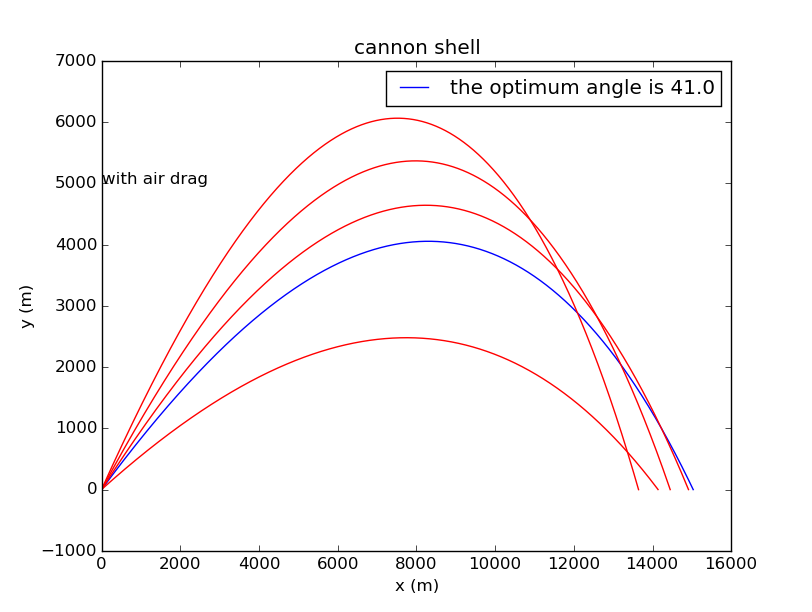 cannon shell
the optimum angle is 41.0
with air drag
7000
6000
5000
4000
3000
2000
1000
0
−1000
y (m)
0 2000 4000 6000 8000 10000 12000 14000 16000
x (m)